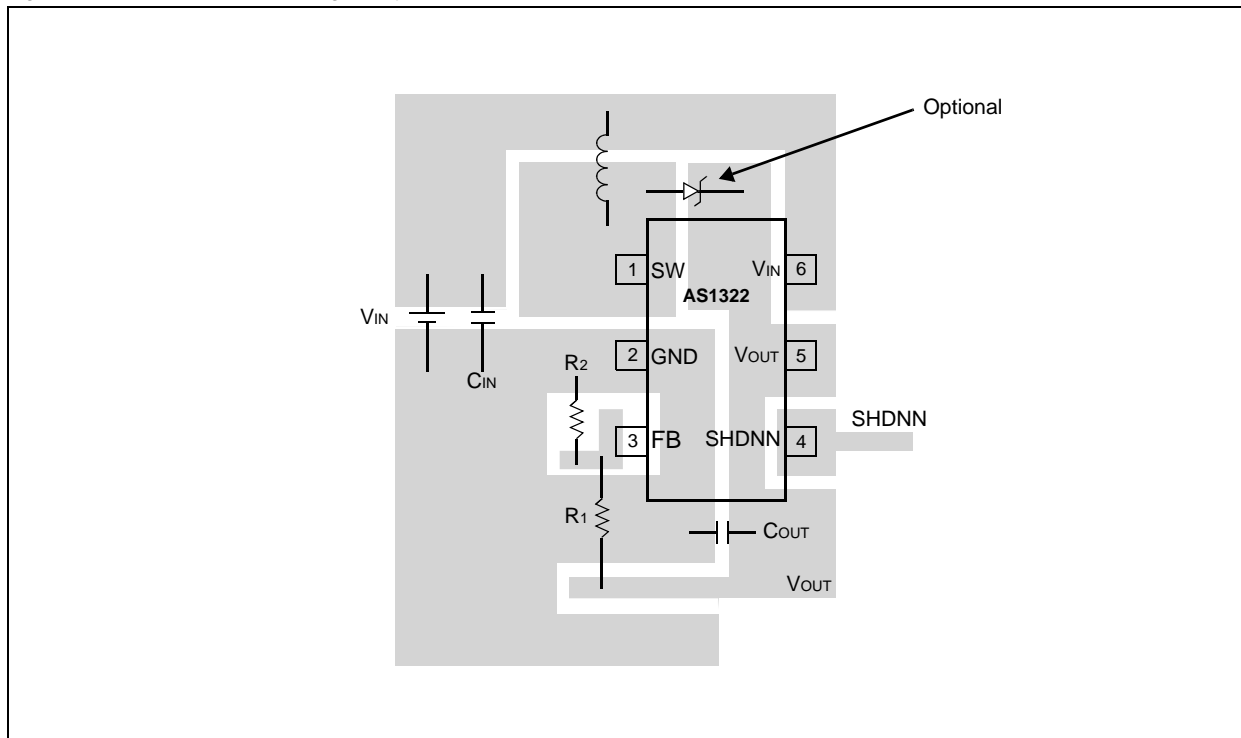 Optional
1 SW VIN 6
AS1322
VIN
CIN
2 GND VOUT 5
R2
3 FB SHDNN 4
SHDNN
R1
COUT
VOUT